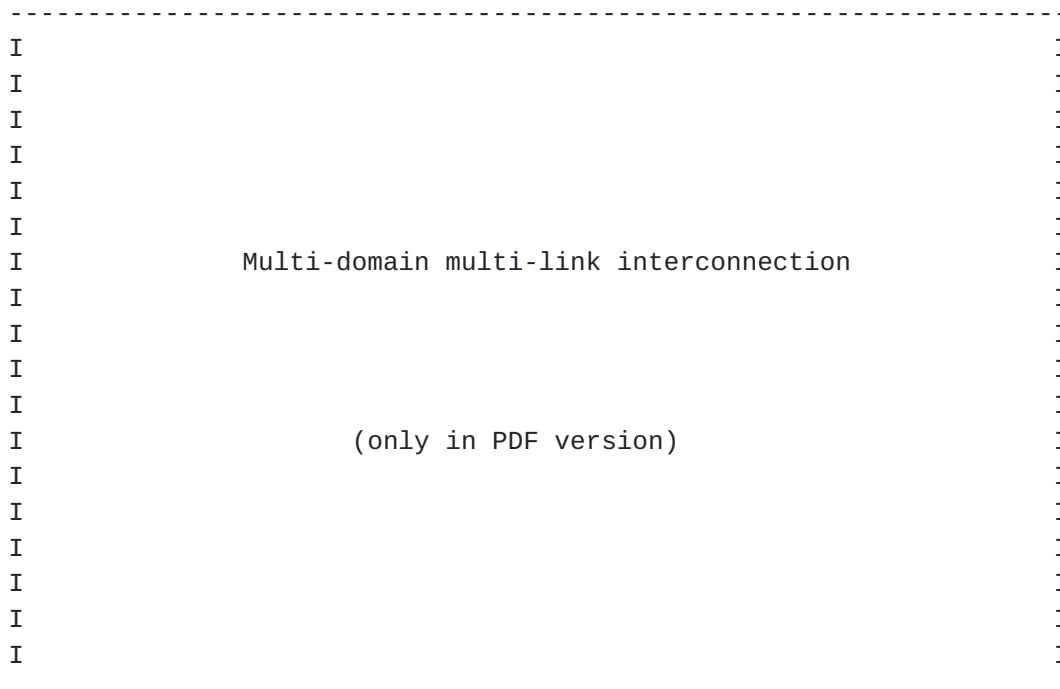 --------------------------------------------------------------------
I                                                                  I
I                                                                  I
I                                                                  I
I                                                                  I
I                                                                  I
I                                                                  I
I              Multi-domain multi-link interconnection             I
I                                                                  I
I                                                                  I
I                                                                  I
I                                                                  I
I                     (only in PDF version)                        I
I                                                                  I
I                                                                  I
I                                                                  I
I                                                                  I
I                                                                  I
I                                                                  I